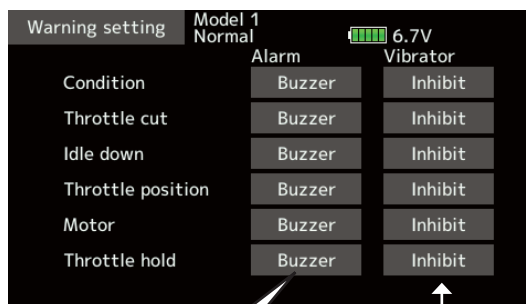 Warning setting
Model 1
Normal
6.7V
Alarm Vibrator
Condition Buzzer Inhibit
Throttle cut Buzzer Inhibit
Idle down Buzzer Inhibit
Throttle position Buzzer Inhibit
Motor Buzzer Inhibit
Throttle hold Buzzer Inhibit